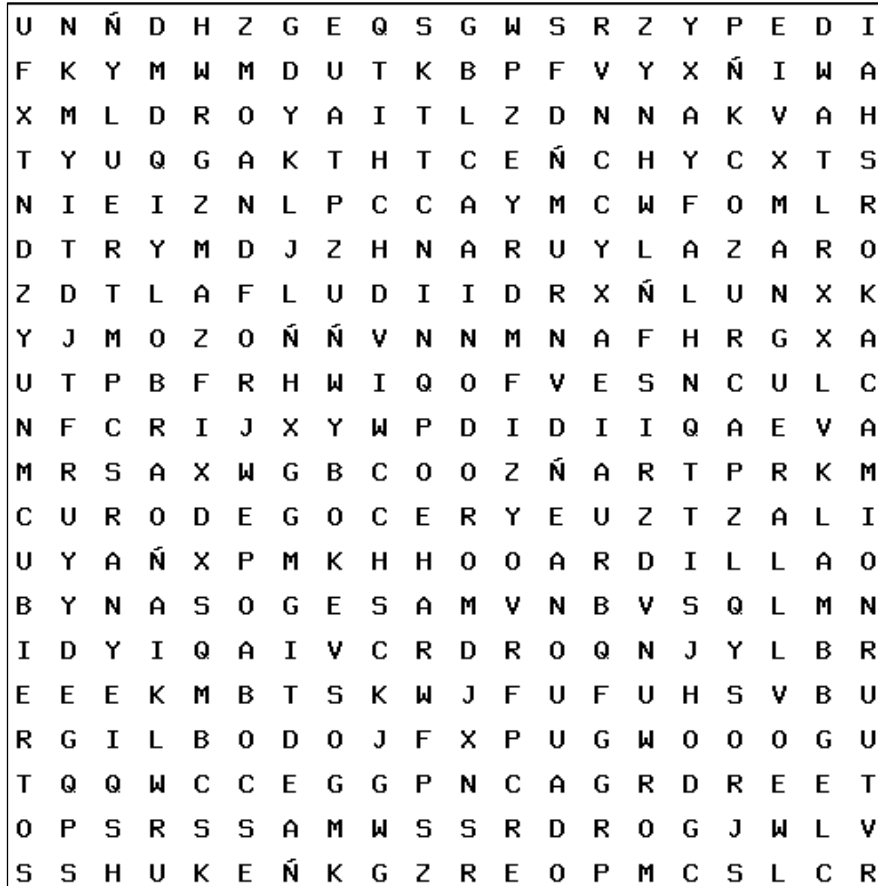 U N Ñ D H Z G E Q S G W S R Z Y P E D I
F K Y M W M D U T K B P F V Y X Ñ I W A
X M L D R O Y A I T L Z D N N A K V A H
T Y U Q G A K T H T C E Ñ C H Y C X T S
N I E I Z N L P C C A Y M C W F O M L R
D T R Y M D J Z H N A R U Y L A Z A R O
Z D T L A F L U D I I D R X Ñ L U N X K
Y J M O Z O Ñ Ñ V N N M N A F H R G X A
U T P B F R H W I Q O F V E S N C U L C
N F C R I J X Y W P D I D I I Q A E V A
M R S A X W G B C O O Z Ñ A R T P R K M
C U R O D E G O C E R Y E U Z T Z A L I
U Y A Ñ X P M K H H O O A R D I L L A O
B Y N A S O G E S A M V N B V S Q L M N
I D Y I Q A I V C R D R O Q N J Y L B R
E E E K M B T S K W J F U F U H S V B U
R G I L B O D O J F X P U G W O O O G U
T Q Q W C C E G G P N C A G R D R E E T
O P S R S S A M W S S R D R O G J W L V
S S H U K E Ñ K G Z R E O P M C S L C R